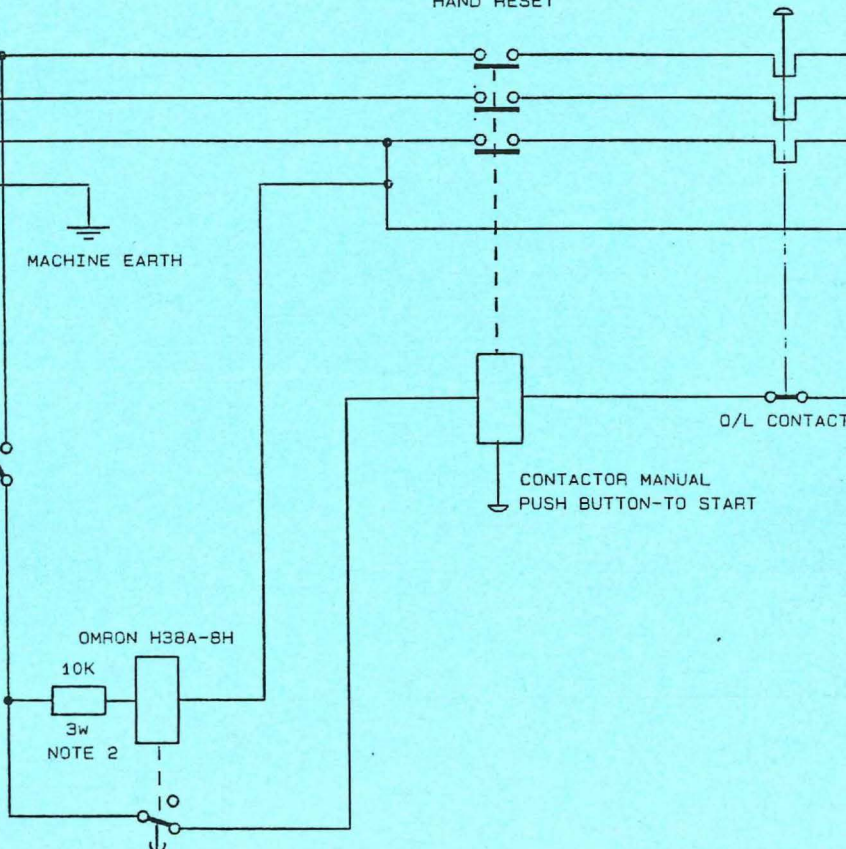 HAND RESET
MACHINE EARTH
O/L CONTACT
CONTACTOR MANUAL
PUSH BUTTON-TO START
OMRON H38A-8H
10K
3W
NOTE 2